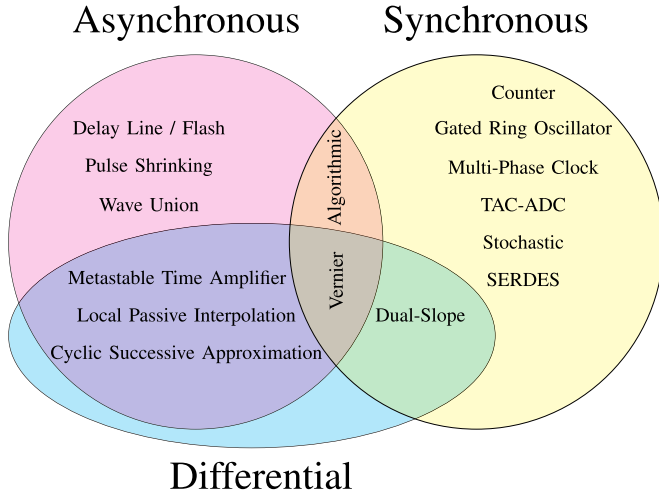 Asynchronous
Synchronous
Delay Line / Flash
Pulse Shrinking
Wave Union
Algorithmic
Counter
Gated Ring Oscillator
Multi-Phase Clock
TAC-ADC
Stochastic
SERDES
Metastable Time Amplifier
Local Passive Interpolation
Cyclic Successive Approximation
Vernier
Dual-Slope
Differential